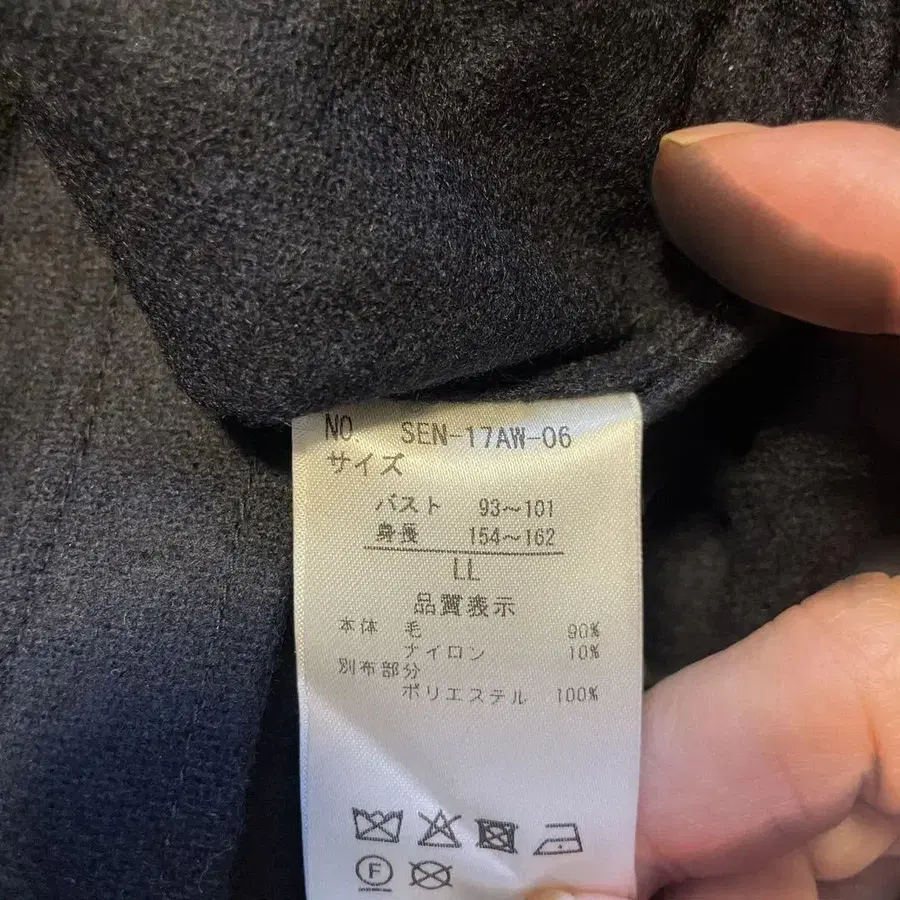 NO. SEN-17AW-06
サイズ
バスト 93～101
身長 154～162
LL
品質表示
本体 毛 90%
ナイロン 10%
別布部分
ポリエステル 100%
F